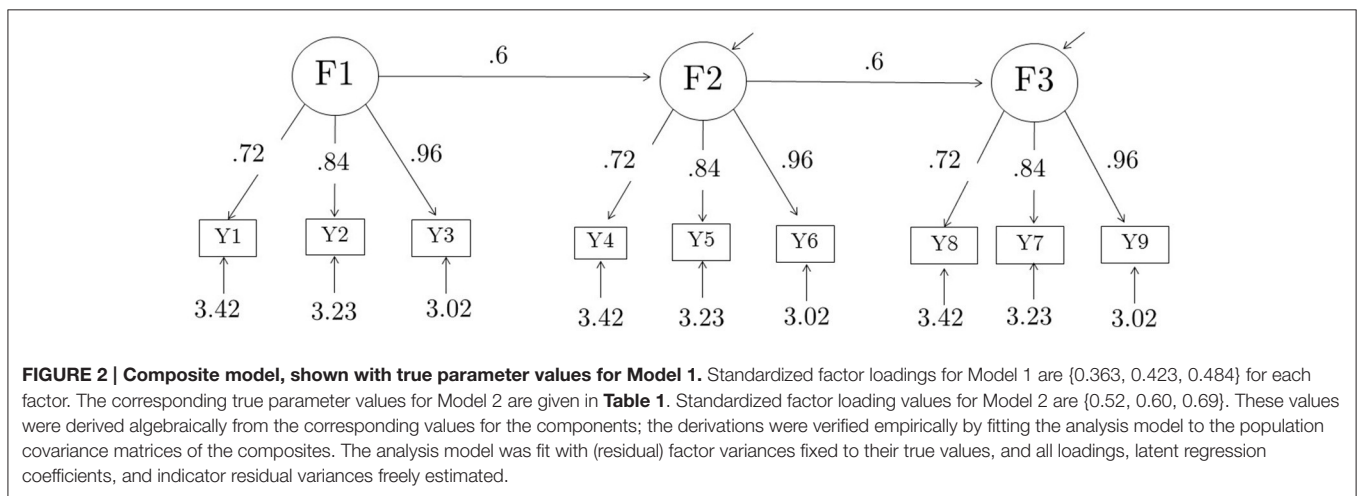 F1 .6 F2 .6 F3
.72 .84 .96 .72 .84 .96 .72 .84 .96
Y1 Y2 Y3 Y4 Y5 Y6 Y8 Y7 Y9
3.42 3.23 3.02 3.42 3.23 3.02 3.42 3.23 3.02
FIGURE 2 | Composite model, shown with true parameter values for Model 1. Standardized factor loadings for Model 1 are {0.363, 0.423, 0.484} for each
factor. The corresponding true parameter values for Model 2 are given in Table 1. Standardized factor loading values for Model 2 are {0.52, 0.60, 0.69}. These values
were derived algebraically from the corresponding values for the components; the derivations were verified empirically by fitting the analysis model to the population
covariance matrices of the composites. The analysis model was fit with (residual) factor variances fixed to their true values, and all loadings, latent regression
coefficients, and indicator residual variances freely estimated.